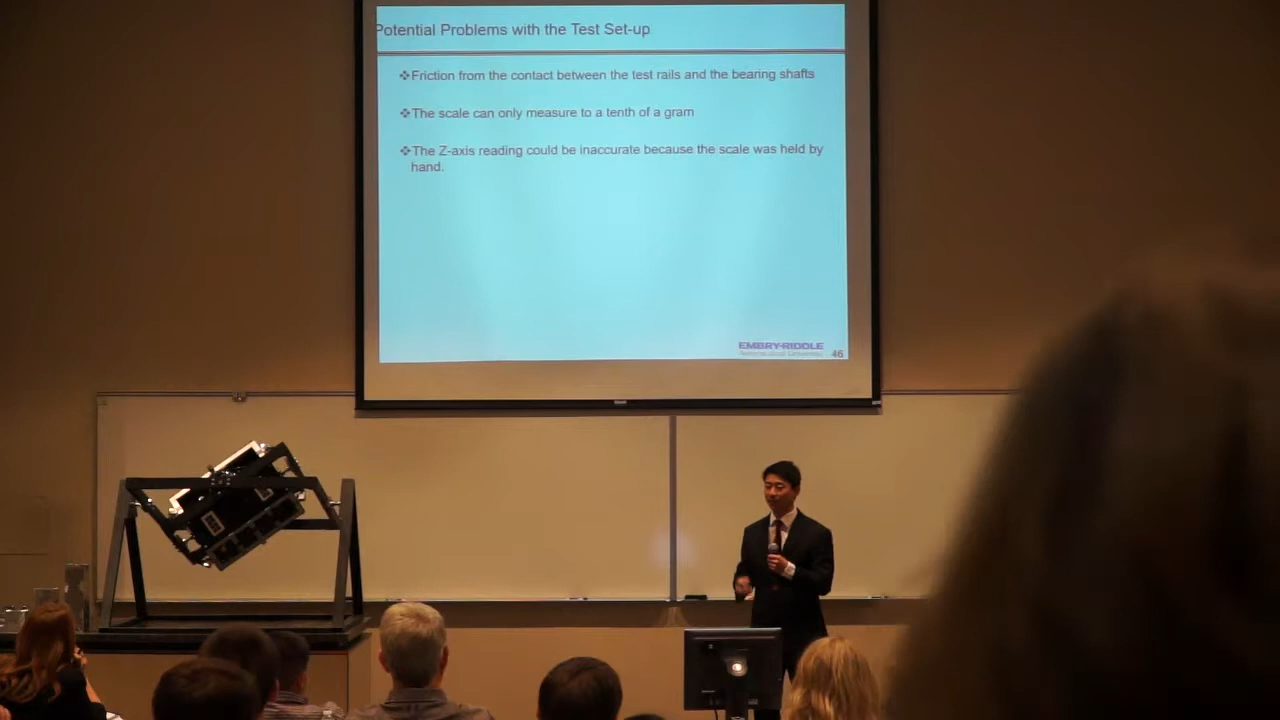 Potential Problems with the Test Set-up
❖Friction from the contact between the test rails and the bearing shafts
❖The scale can only measure to a tenth of a gram
❖The Z-axis reading could be inaccurate because the scale was held by
hand.
EMBRY-RIDDLE
Aeronautical University
46